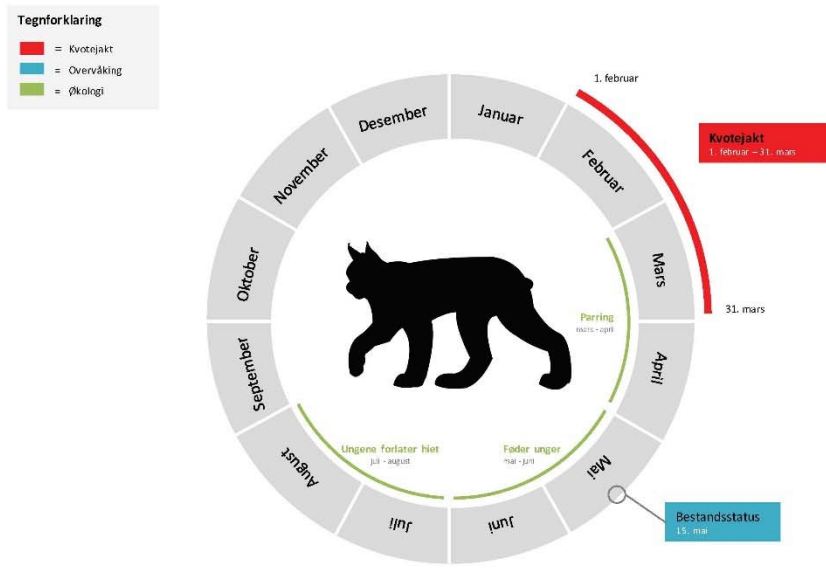 Tegnforklaring
= Kvotejakt
= Overvåking
= Økologi
Januar
Februar
Mars
April
Mai
Juni
Juli
August
September
Oktober
November
Desember
1. februar
Kvotejakt
1. februar – 31. mars
31. mars
Parring
mars - april
Føder unger
mai - juni
Ungene forlater hiet
juli - august
Bestandsstatus
15. mai